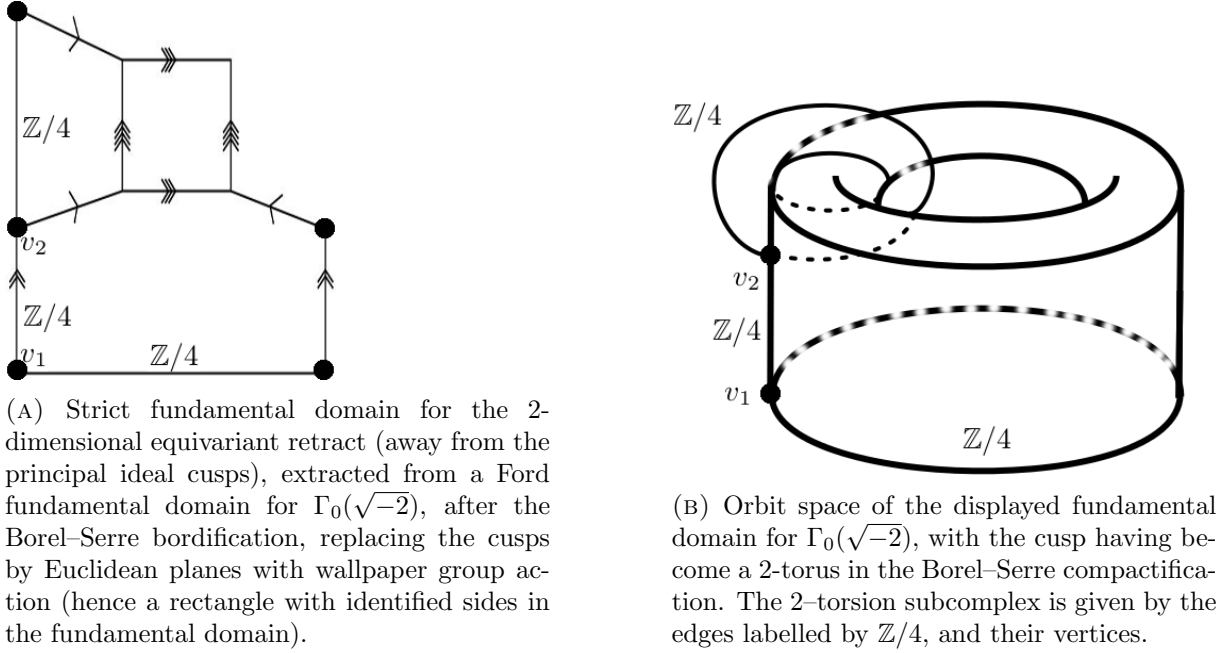 ℤ/4
v₂
ℤ/4
v₁
ℤ/4
(A) Strict fundamental domain for the 2-
dimensional equivariant retract (away from the
principal ideal cusps), extracted from a Ford
fundamental domain for Γ₀(√−2), after the
Borel–Serre bordification, replacing the cusps
by Euclidean planes with wallpaper group ac-
tion (hence a rectangle with identified sides in
the fundamental domain).
ℤ/4
v₂
ℤ/4
v₁
ℤ/4
(B) Orbit space of the displayed fundamental
domain for Γ₀(√−2), with the cusp having be-
come a 2-torus in the Borel–Serre compactifica-
tion. The 2–torsion subcomplex is given by the
edges labelled by ℤ/4, and their vertices.